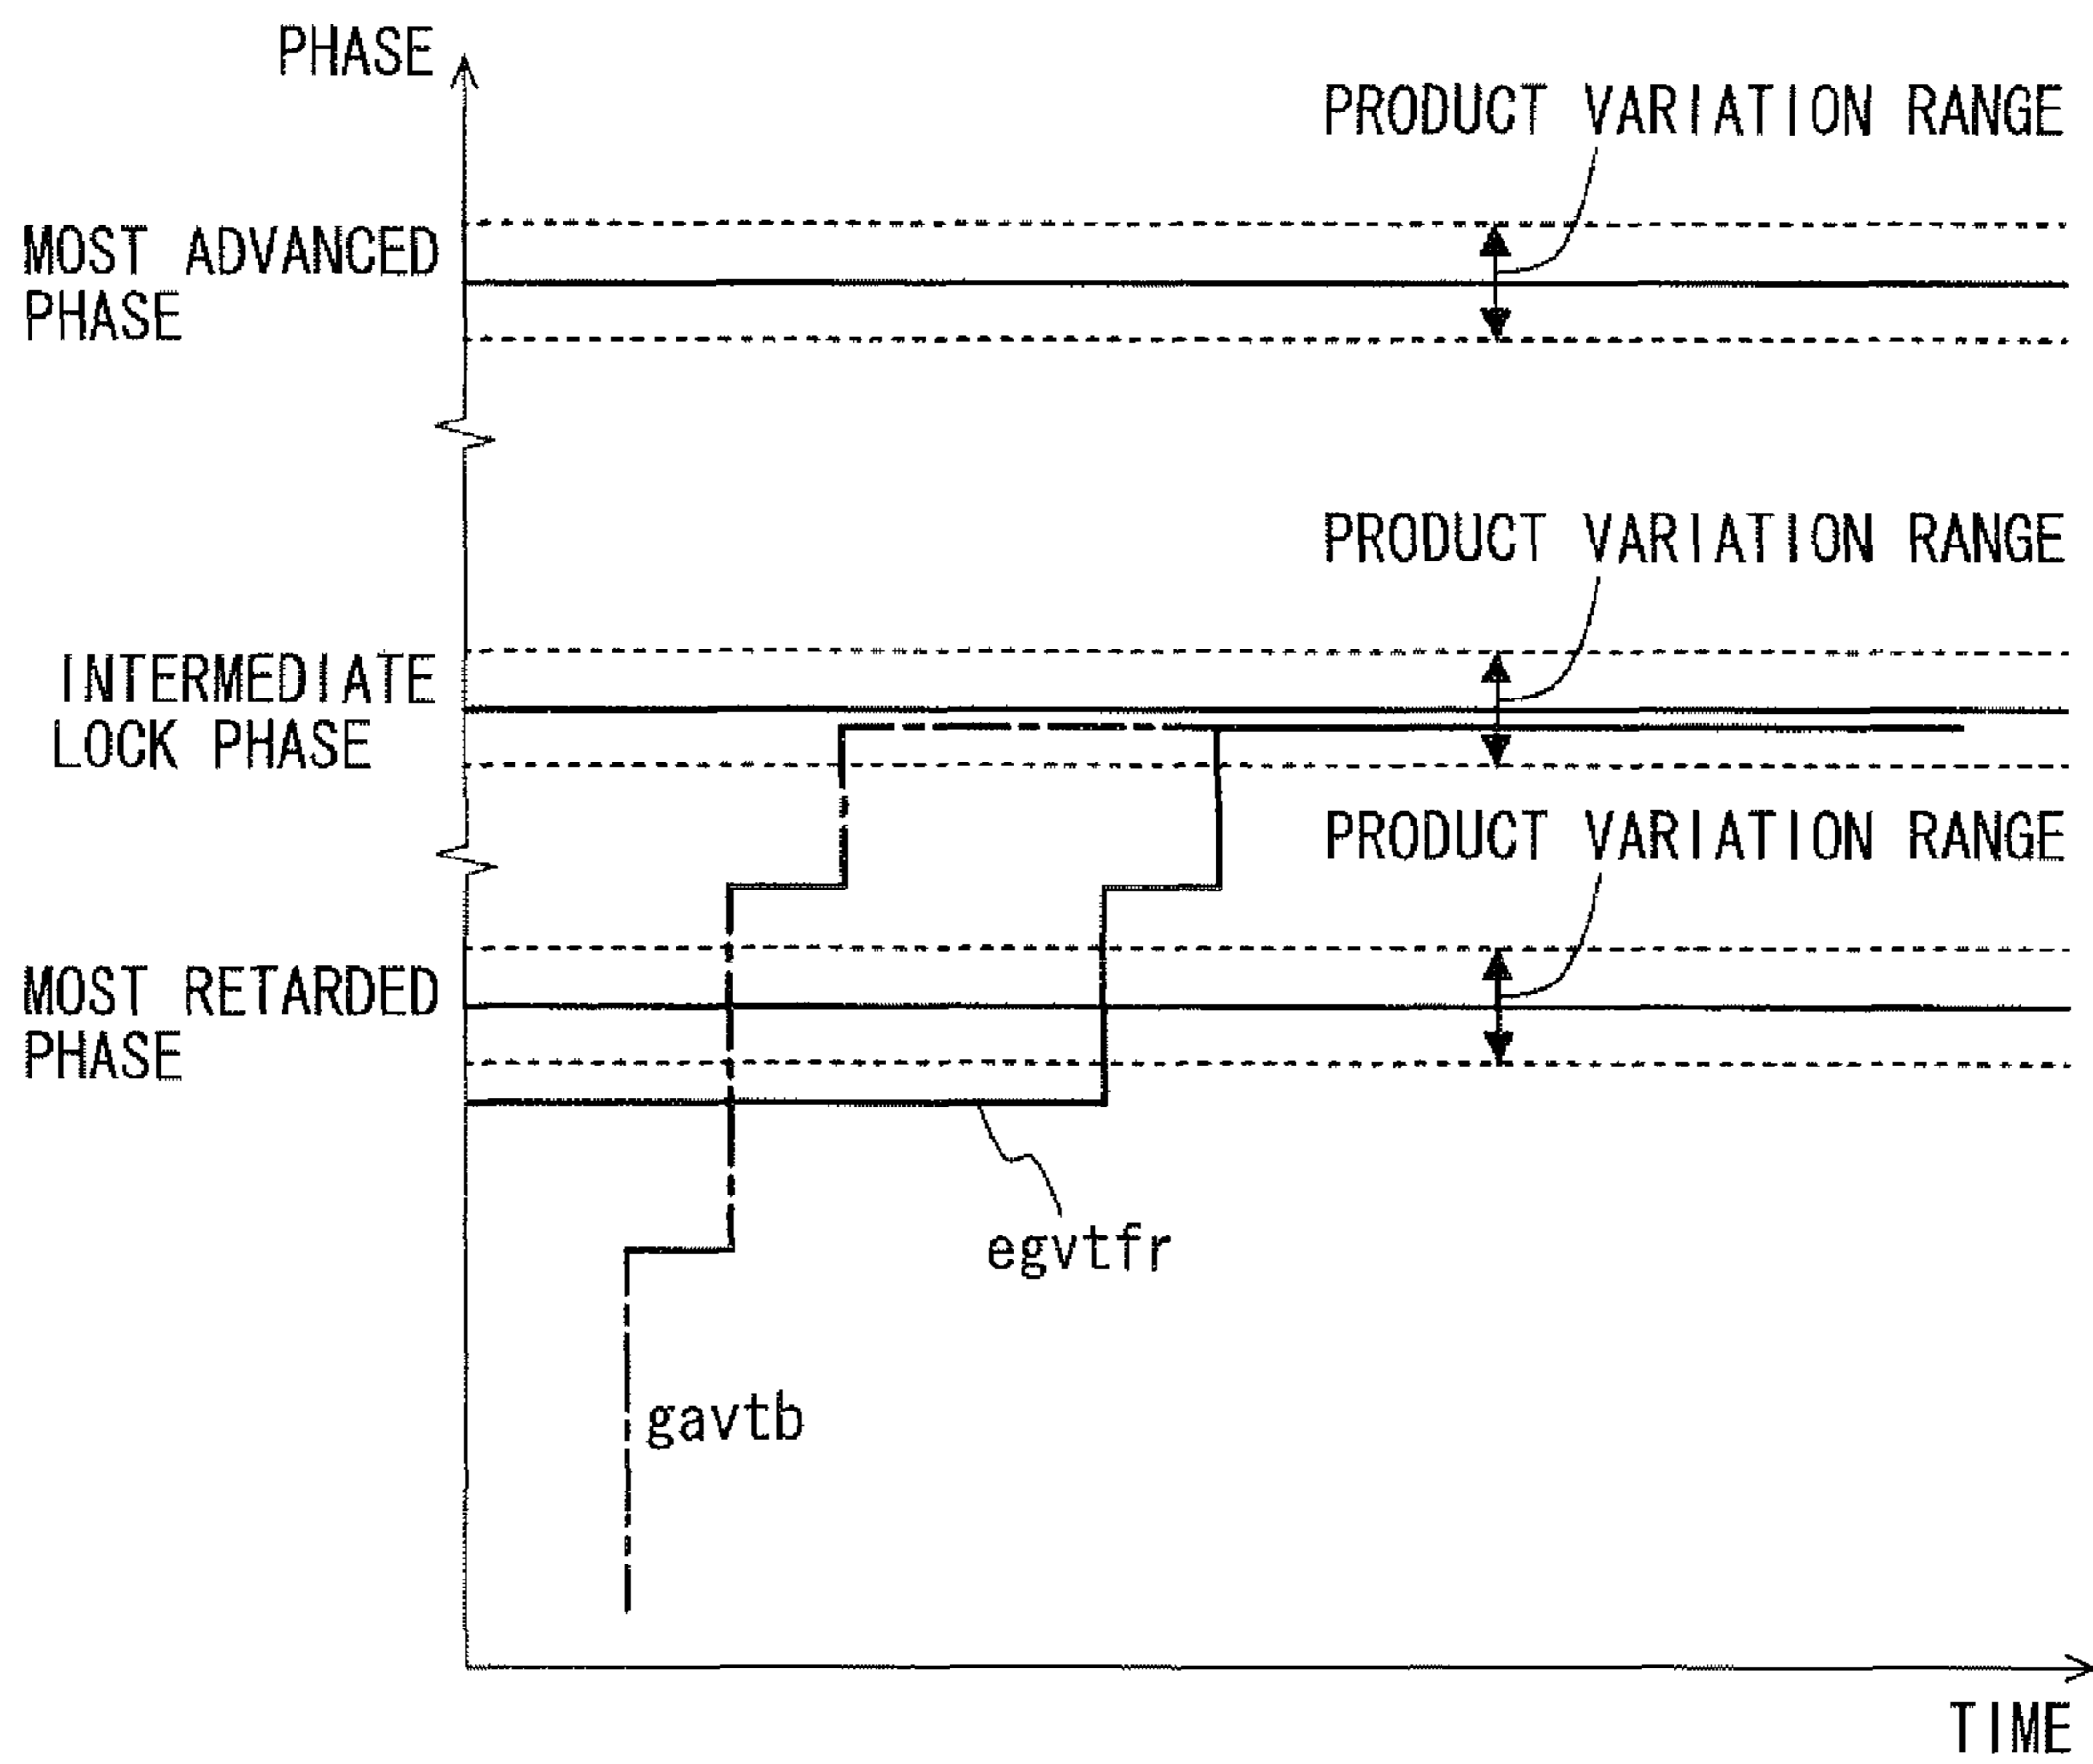 PHASE
PRODUCT VARIATION RANGE
MOST ADVANCED
PHASE
PRODUCT VARIATION RANGE
INTERMEDIATE
LOCK PHASE
PRODUCT VARIATION RANGE
MOST RETARDED
PHASE
egvtfr
gavtb
TIME